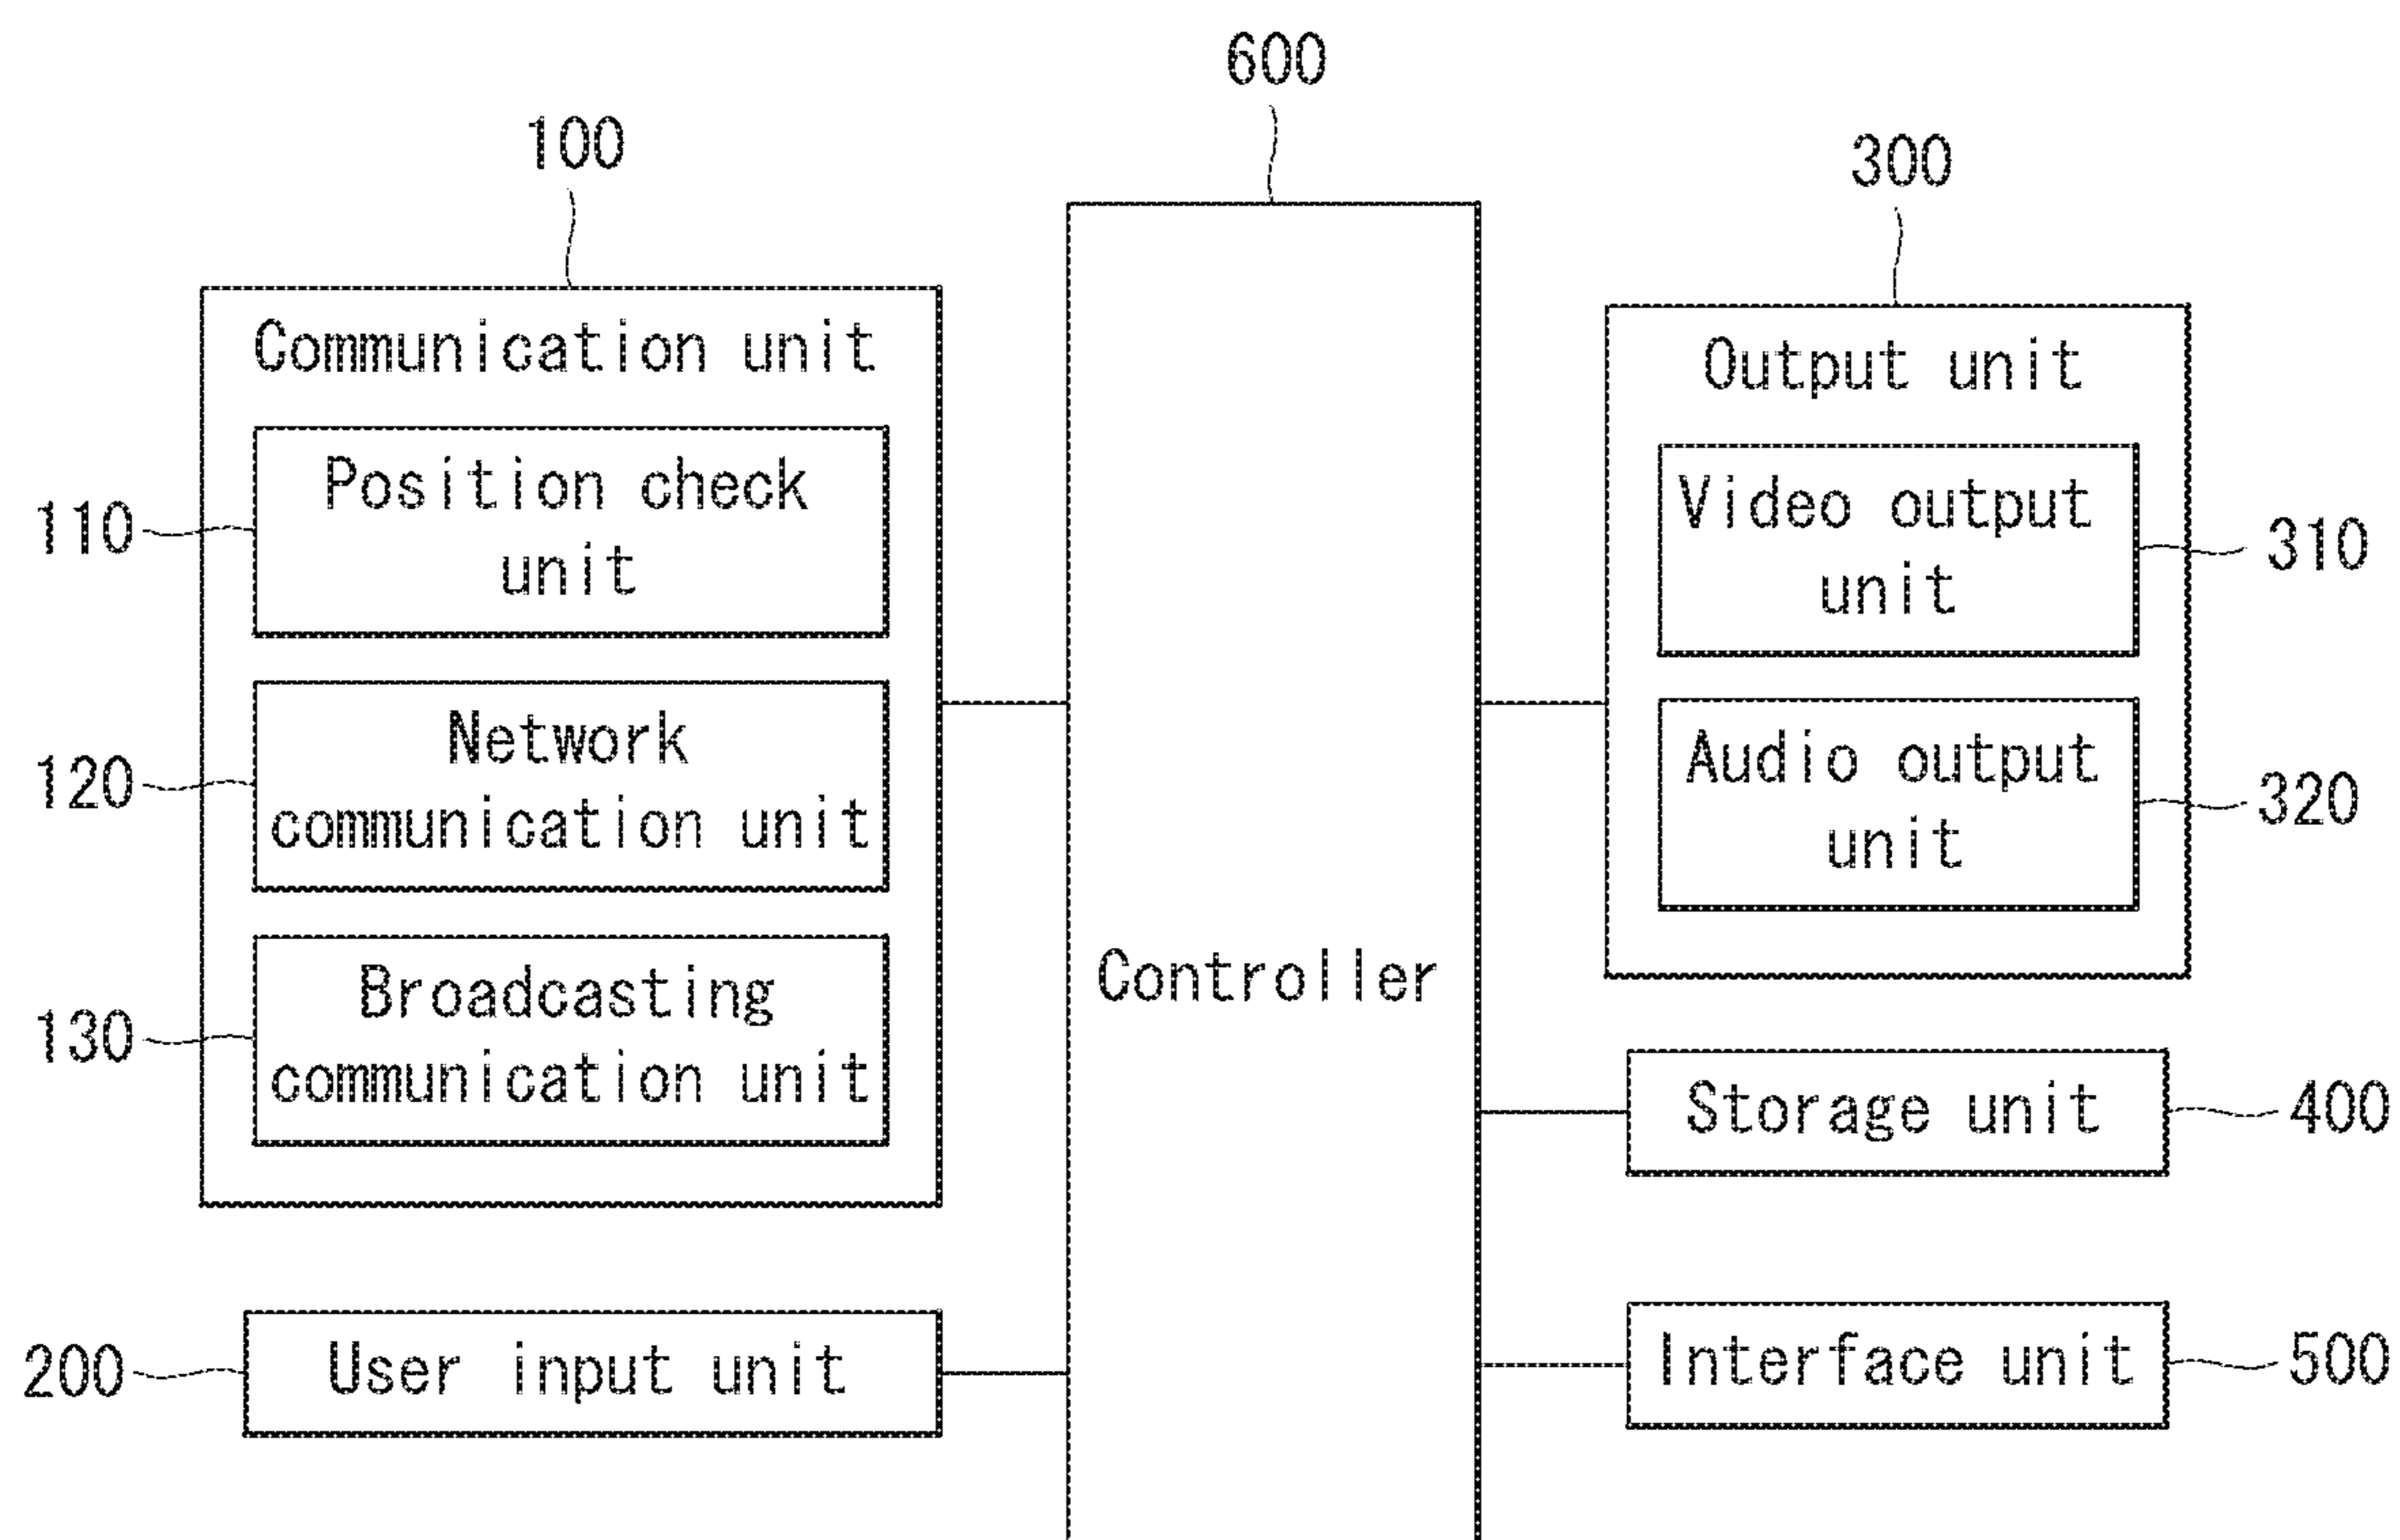 600
100
300
Communication unit
Output unit
Position check
unit
110
Video output
unit
310
Network
communication unit
120
Audio output
unit
320
Broadcasting
communication unit
130
Controller
Storage unit
400
User input unit
200
Interface unit
500